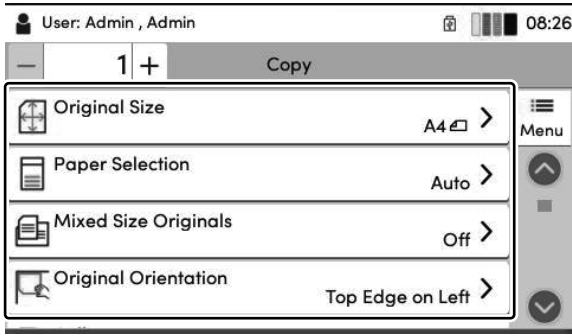 User: Admin , Admin
08:26
− 1 + Copy
Original Size
A4
Menu
Paper Selection
Auto
Mixed Size Originals
Off
Original Orientation
Top Edge on Left